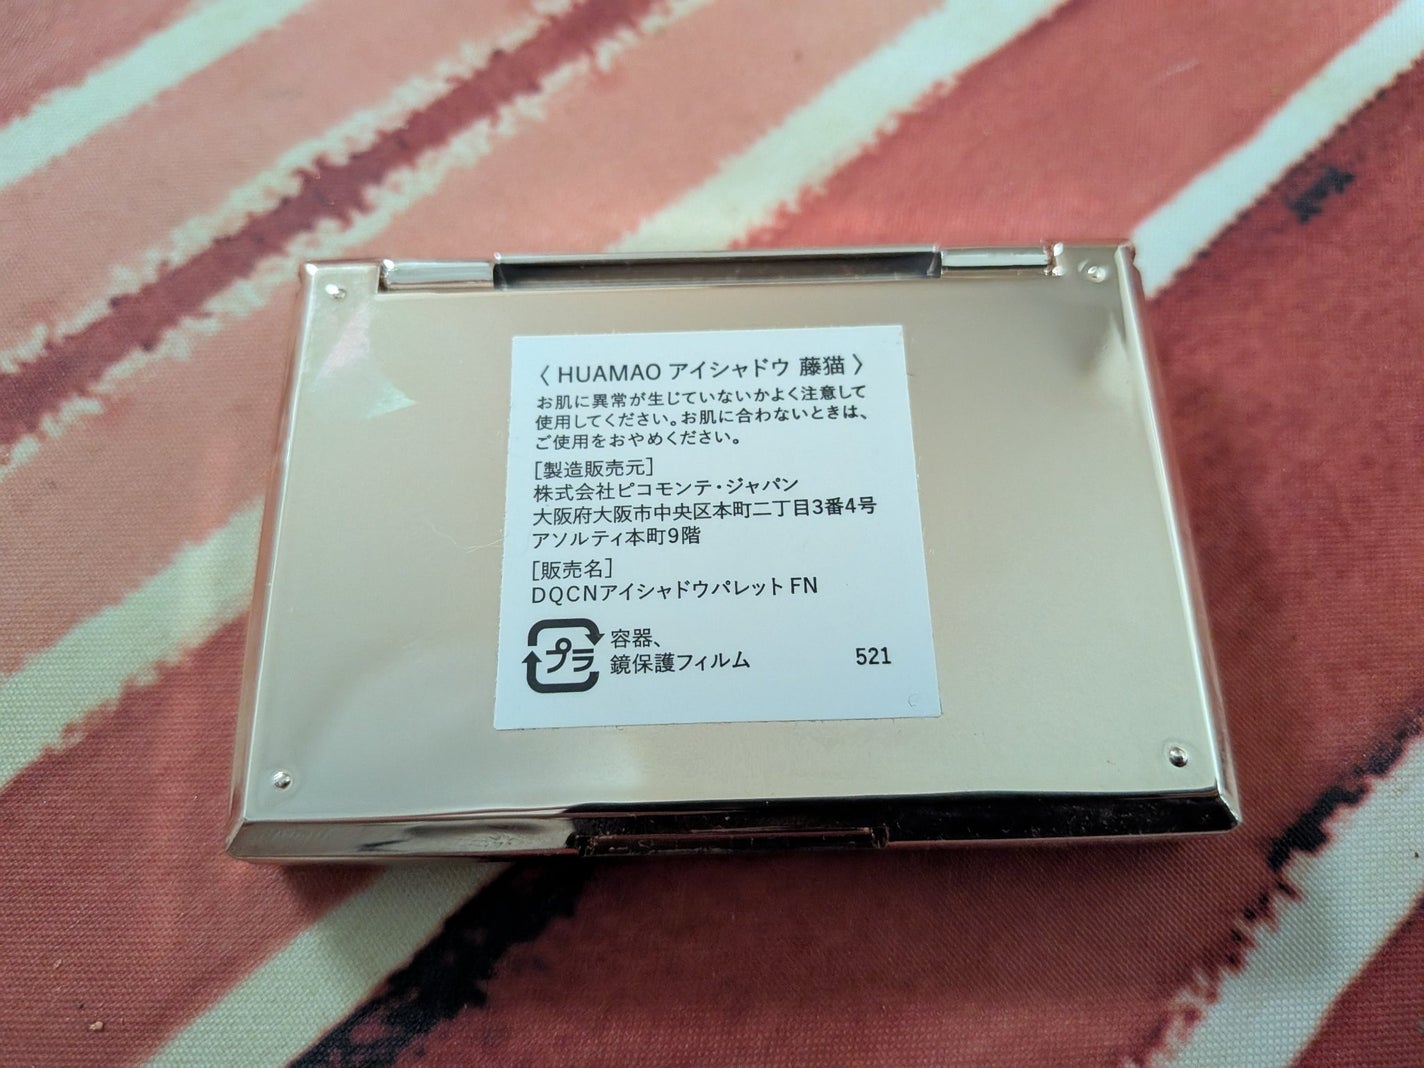 〈 HUAMAO アイシャドウ 藤猫 〉
お肌に異常が生じていないかよく注意して
使用してください。お肌に合わないときは、
ご使用をおやめください。
[製造販売元]
株式会社ピコモンテ・ジャパン
大阪府大阪市中央区本町二丁目3番4号
アソルティ本町9階
[販売名]
DQCNアイシャドウパレット FN
プラ 容器、
鏡保護フィルム
521